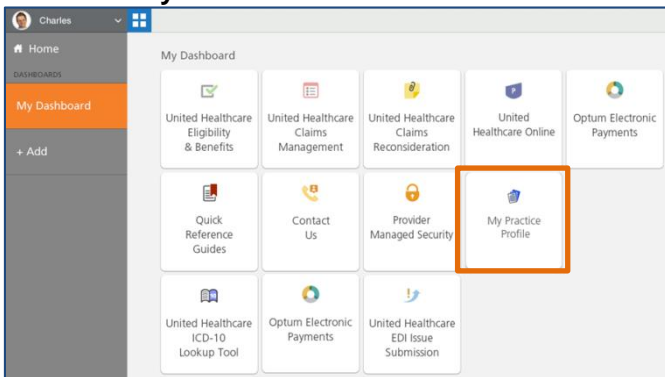 Charles
Home
DASHBOARDS
My Dashboard
+ Add
My Dashboard
United Healthcare
Eligibility
& Benefits
United Healthcare
Claims
Management
United Healthcare
Claims
Reconsideration
United
Healthcare Online
Optum Electronic
Payments
Quick
Reference
Guides
Contact
Us
Provider
Managed Security
My Practice
Profile
United Healthcare
ICD-10
Lookup Tool
Optum Electronic
Payments
United Healthcare
EDI Issue
Submission